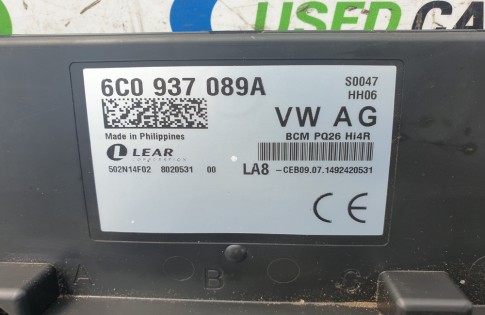 USED CA
6C0 937 089A
S0047
HH06
VW AG
BCM PQ26 Hi4R
Made in Philippines
LEAR
CORPORATION
502N14F02 8020531 00
LA8 -CEB09.07.1492420531
CE
A B C